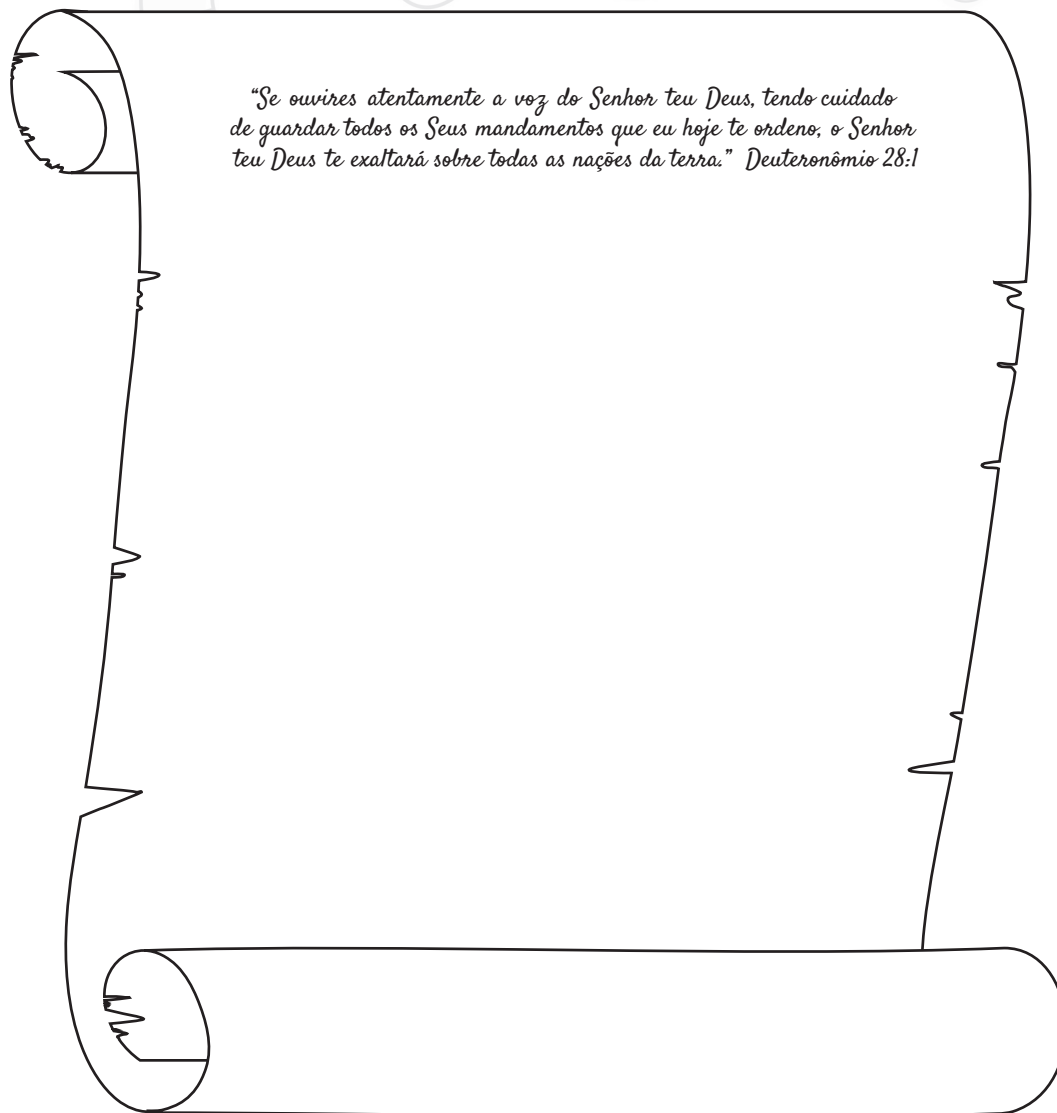 “Se ouvires atentamente a voz do Senhor teu Deus, tendo cuidado
de guardar todos os Seus mandamentos que eu hoje te ordeno, o Senhor
teu Deus te exaltará sobre todas as nações da terra.” Deuteronômio 28:1